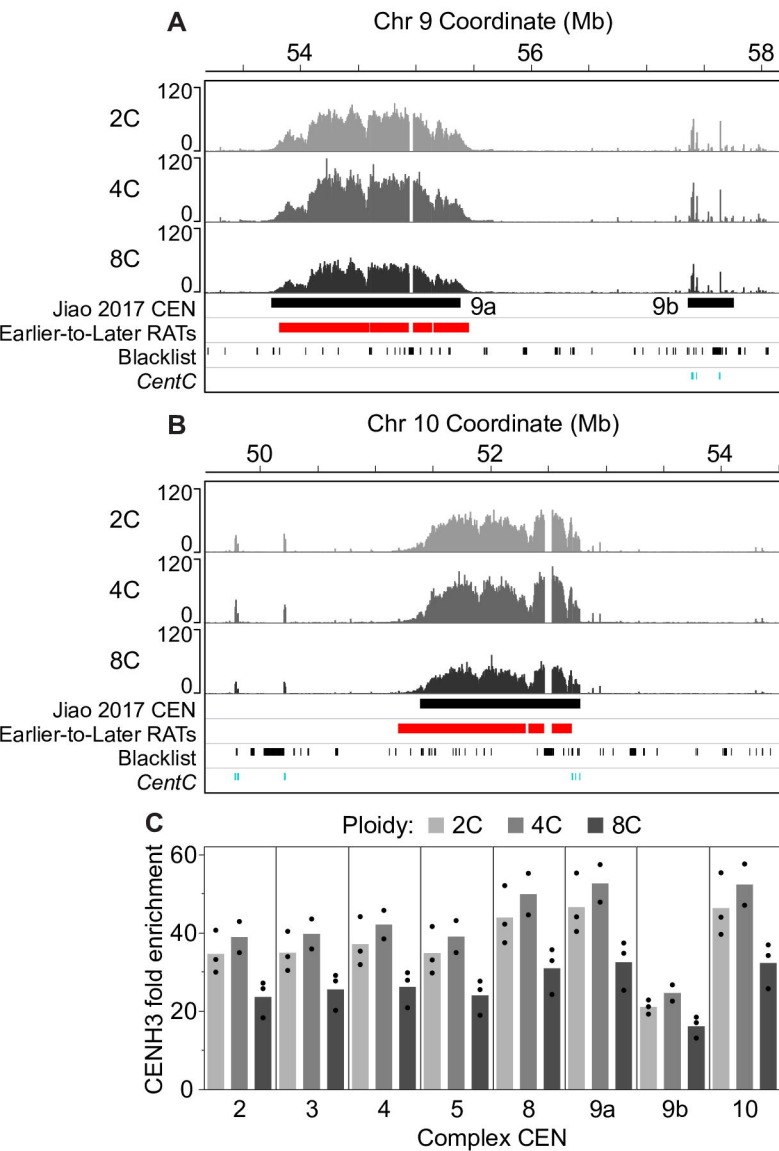 A
Chr 9 Coordinate (Mb)
54 56 58
120
2C
0
120
4C
0
120
8C
0
Jiao 2017 CEN 9a 9b
Earlier-to-Later RATs
Blacklist
CentC
B
Chr 10 Coordinate (Mb)
50 52 54
120
2C
0
120
4C
0
120
8C
0
Jiao 2017 CEN
Earlier-to-Later RATs
Blacklist
CentC
C
Ploidy: 2C 4C 8C
CENH3 fold enrichment
60
40
20
0
2 3 4 5 8 9a 9b 10
Complex CEN